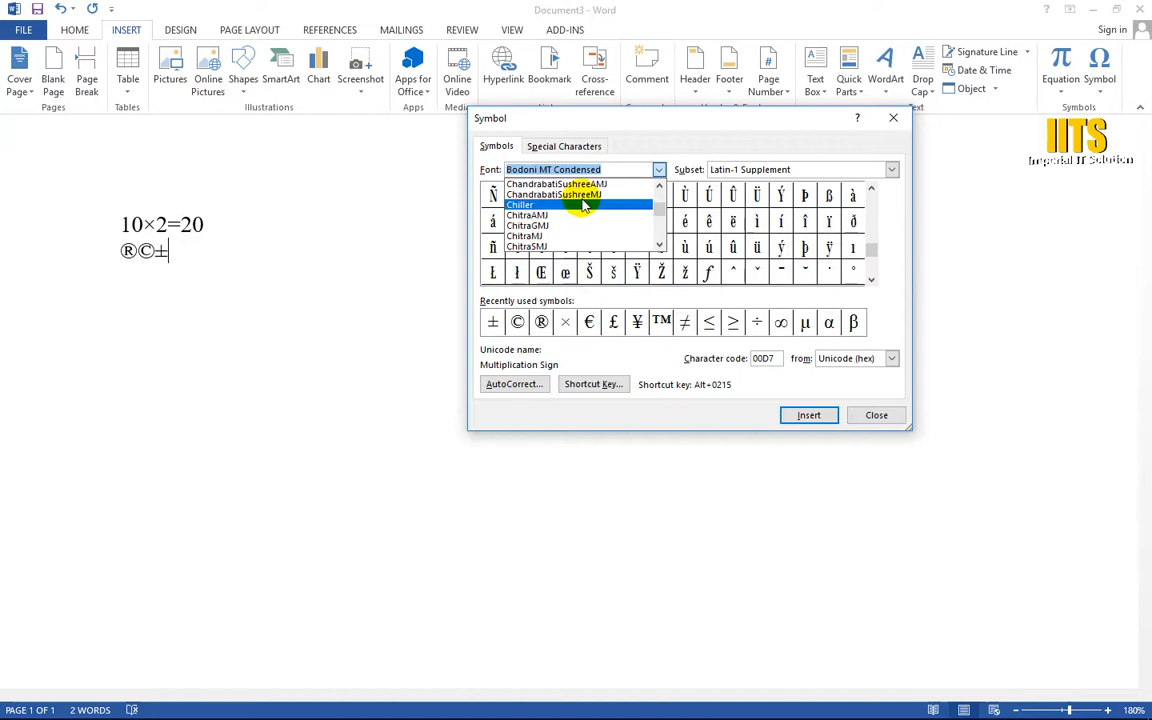 Document3 - Word
Sign in
FILE HOME INSERT DESIGN PAGE LAYOUT REFERENCES MAILINGS REVIEW VIEW ADD-INS
Cover Page
Blank Page
Page Break
Table
Pictures
Online Pictures
Shapes
SmartArt
Chart
Screenshot
Apps for Office
Online Video
Hyperlink
Bookmark
Cross-reference
Comment
Header
Footer
Page Number
Text Box
Quick Parts
WordArt
Drop Cap
Signature Line
Date & Time
Object
Equation
Symbol
Pages Tables Illustrations Apps Text Symbols
IITS
Imperial IT Solution
10×2=20
®©±
Symbol
Symbols Special Characters
Font: Bodoni MT Condensed Subset: Latin-1 Supplement
ChandrabatiSushreeAMJ
ChandrabatiSushreeMJ
Chiller
ChitraAMJ
ChitraGMJ
ChitraMJ
ChitraSMJ
Ñ Ù Ú Û Ü Ý Þ ß à
á é ê ë ì í î ï ð
ñ ù ú û ü ý þ ÿ ı
Ł ł Œ œ Š š Ÿ Ž ž ƒ ˆ ˇ ˘ ˙ ˚
Recently used symbols:
± © ® × € £ ¥ ™ ≠ ≤ ≥ ÷ ∞ µ α β
Unicode name:
Multiplication Sign
Character code: 00D7 from: Unicode (hex)
AutoCorrect... Shortcut Key... Shortcut key: Alt+0215
Insert Close
PAGE 1 OF 1 2 WORDS 180%